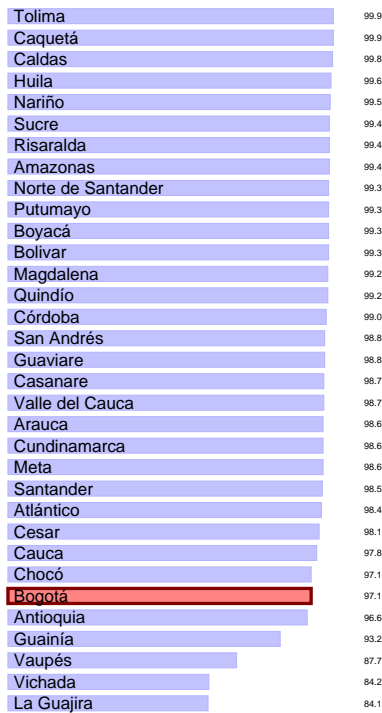 Tolima 99.9
Caquetá 99.9
Caldas 99.8
Huila 99.6
Nariño 99.5
Sucre 99.4
Risaralda 99.4
Amazonas 99.4
Norte de Santander 99.3
Putumayo 99.3
Boyacá 99.3
Bolivar 99.3
Magdalena 99.2
Quindío 99.2
Córdoba 99.0
San Andrés 98.8
Guaviare 98.8
Casanare 98.7
Valle del Cauca 98.7
Arauca 98.6
Cundinamarca 98.6
Meta 98.6
Santander 98.5
Atlántico 98.4
Cesar 98.1
Cauca 97.8
Chocó 97.1
Bogotá 97.1
Antioquia 96.6
Guainía 93.2
Vaupés 87.7
Vichada 84.2
La Guajira 84.1